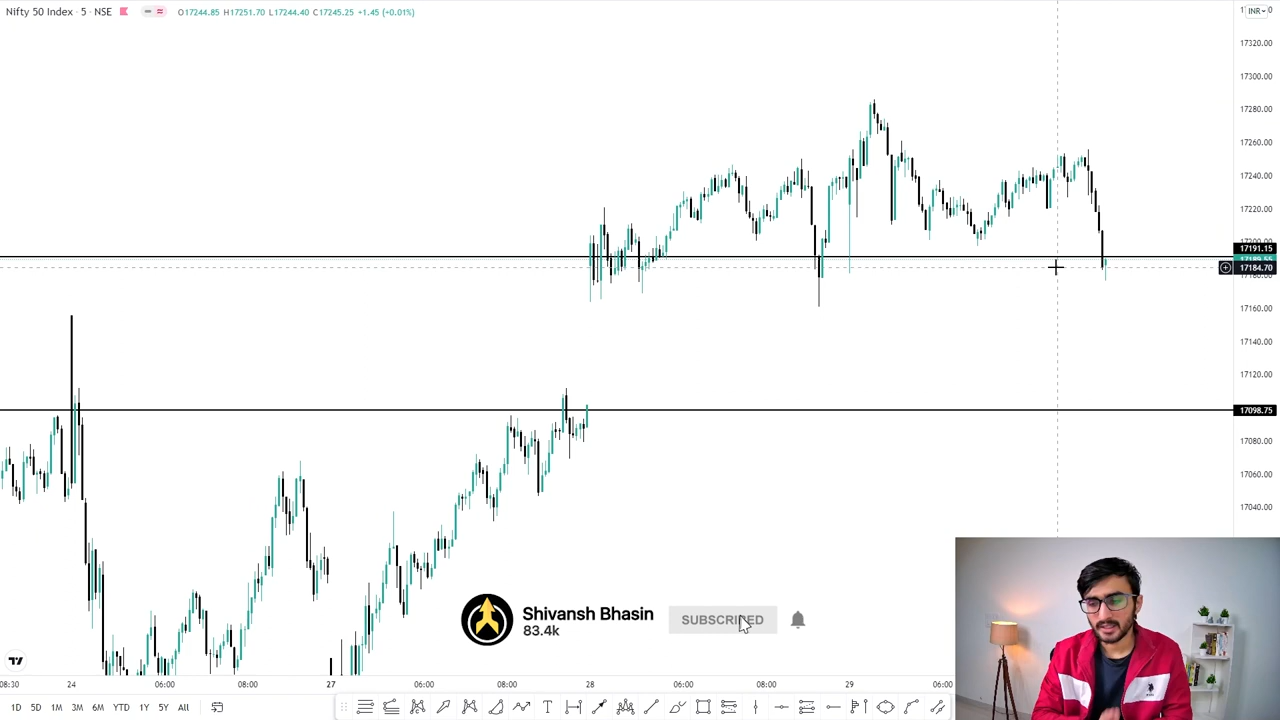 Nifty 50 Index · 5 · NSE
O17244.85 H17251.70 L17244.40 C17245.25 +1.45 (+0.01%)
INR
17320.00
17300.00
17280.00
17260.00
17240.00
17220.00
17200.00
17191.15
17189.55
17184.70
17180.00
17160.00
17140.00
17120.00
17098.75
17080.00
17060.00
17040.00
Shivansh Bhasin
83.4k
SUBSCRIBED
08:30 24 06:00 08:00 27 06:00 08:00 28 06:00 08:00 29 06:00
1D 5D 1M 3M 6M YTD 1Y 5Y All